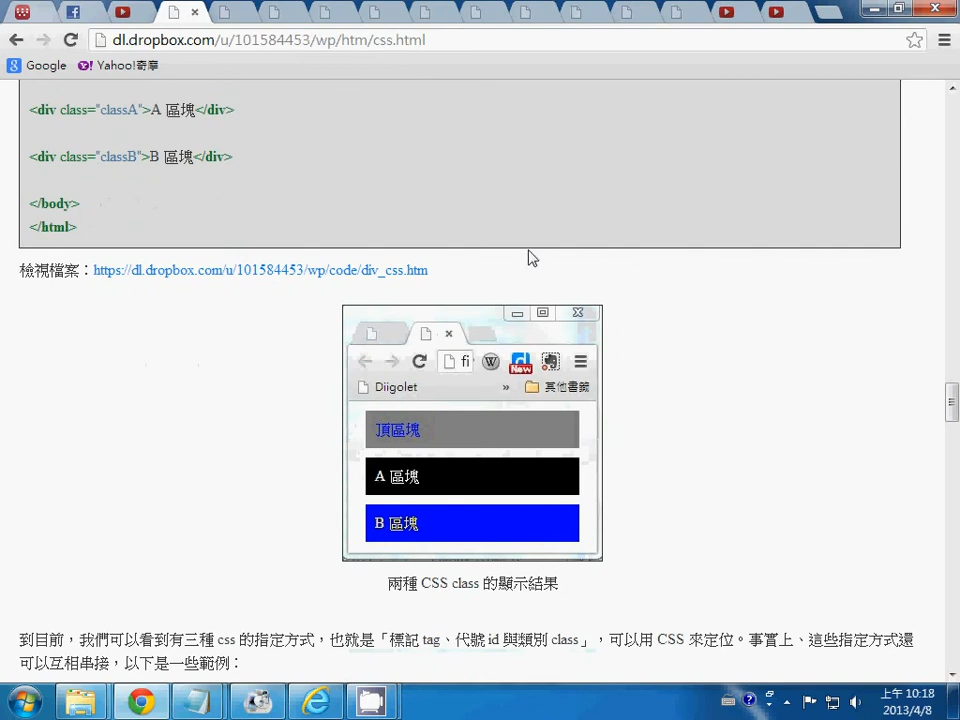 dl.dropbox.com/u/101584453/wp/htm/css.html
Google Yahoo!奇摩
<div class="classA">A 區塊</div>
<div class="classB">B 區塊</div>
</body>
</html>
檢視檔案：https://dl.dropbox.com/u/101584453/wp/code/div_css.htm
fi
New
Diigolet » 其他書籤
頂區塊
A 區塊
B 區塊
兩種 CSS class 的顯示結果
到目前，我們可以看到有三種 css 的指定方式，也就是「標記 tag、代號 id 與類別 class」，可以用 CSS 來定位。事實上、這些指定方式還
可以互相串接，以下是一些範例：
上午 10:18
2013/4/8